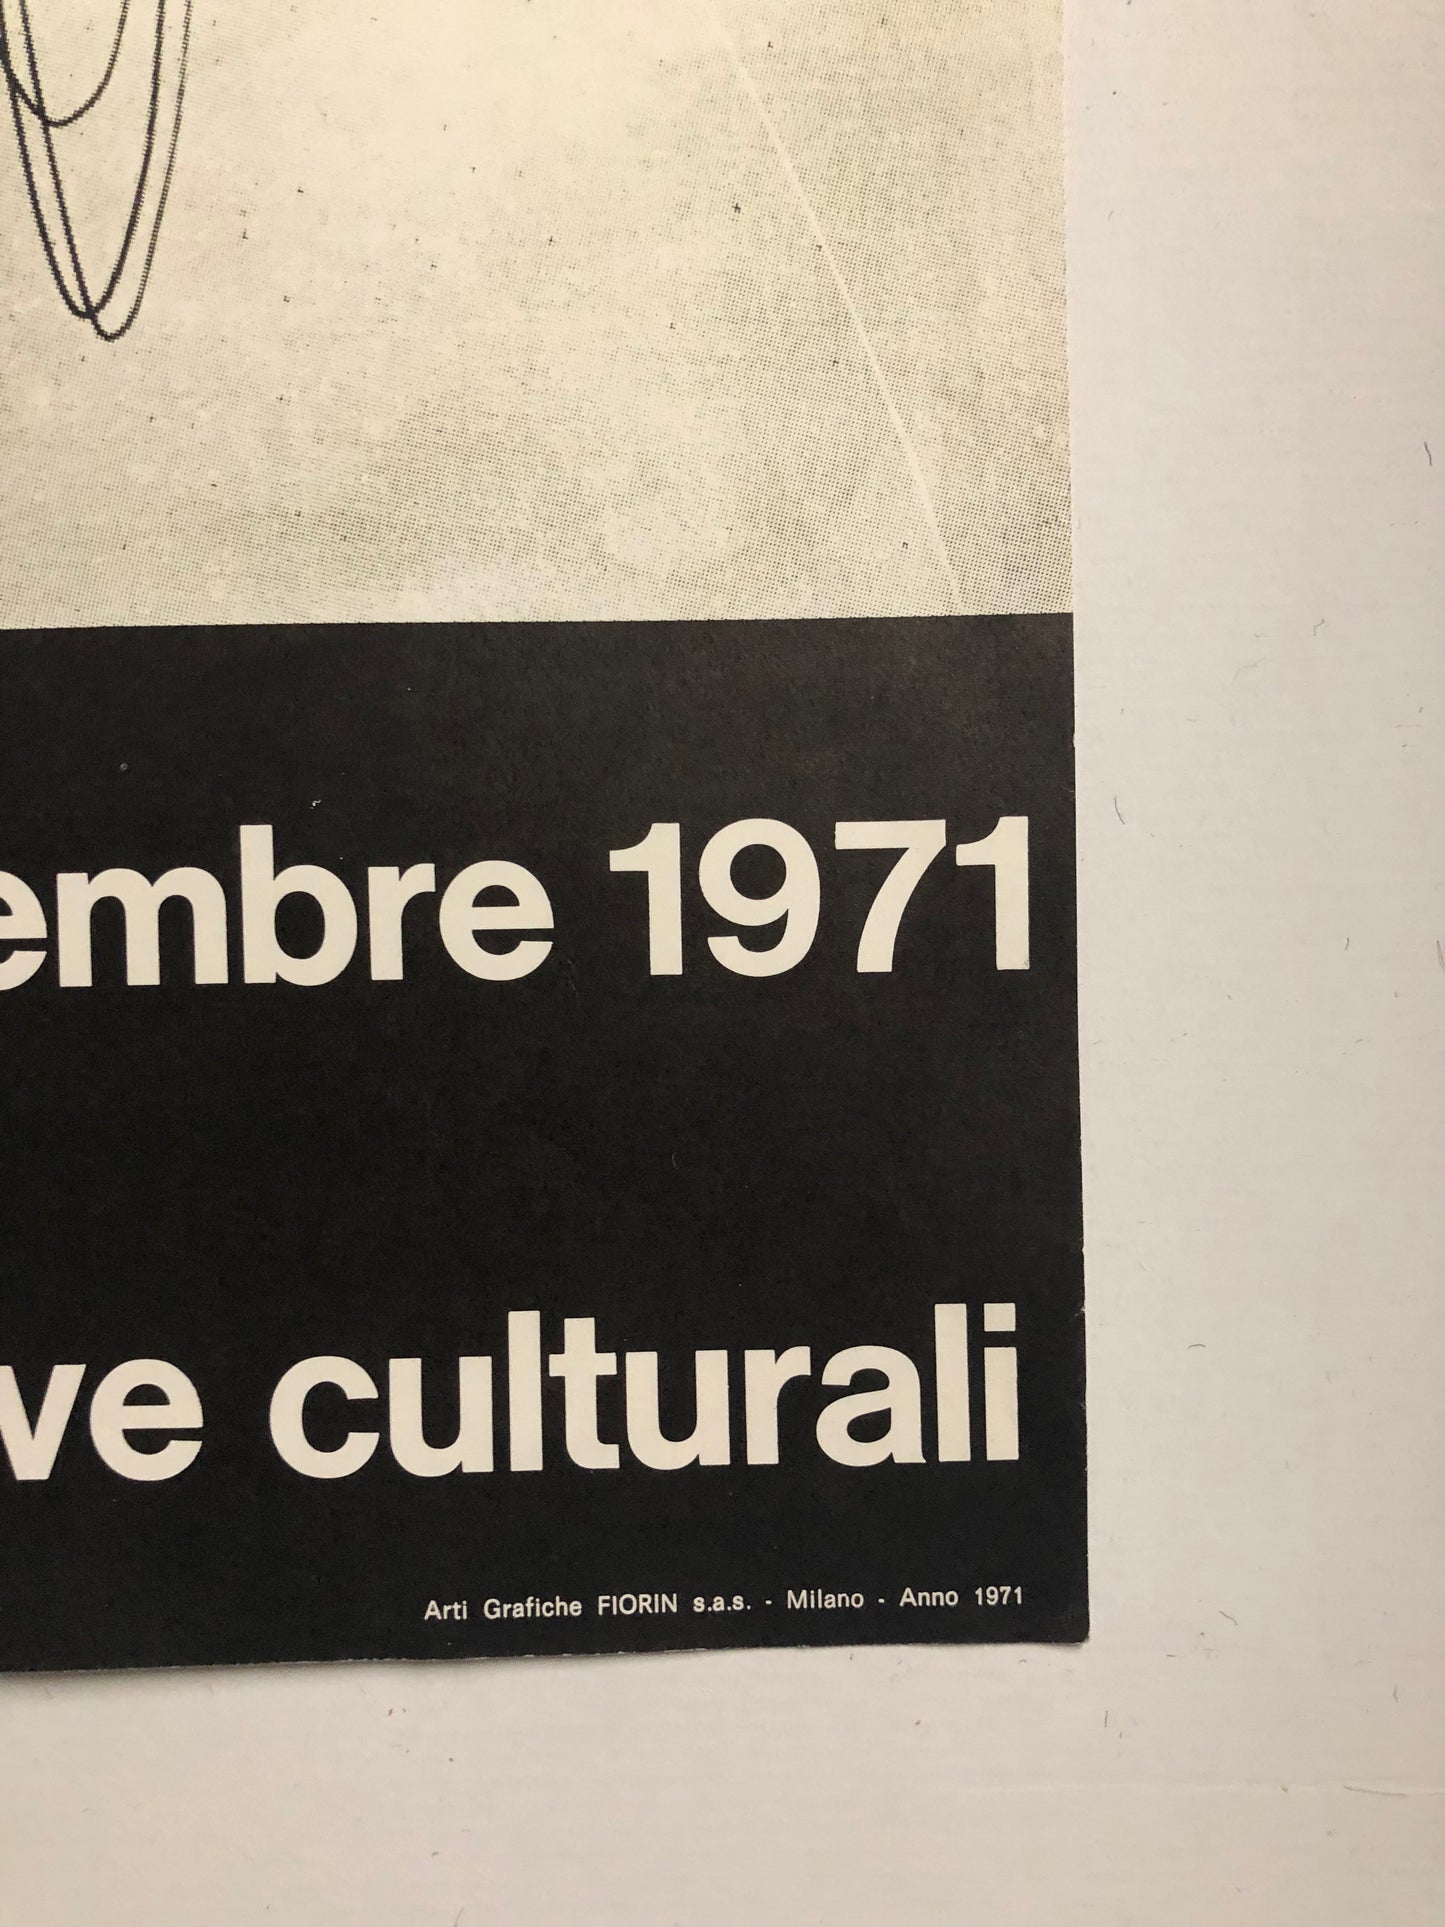 embre 1971
ve culturali
Arti Grafiche FIORIN s.a.s. - Milano - Anno 1971